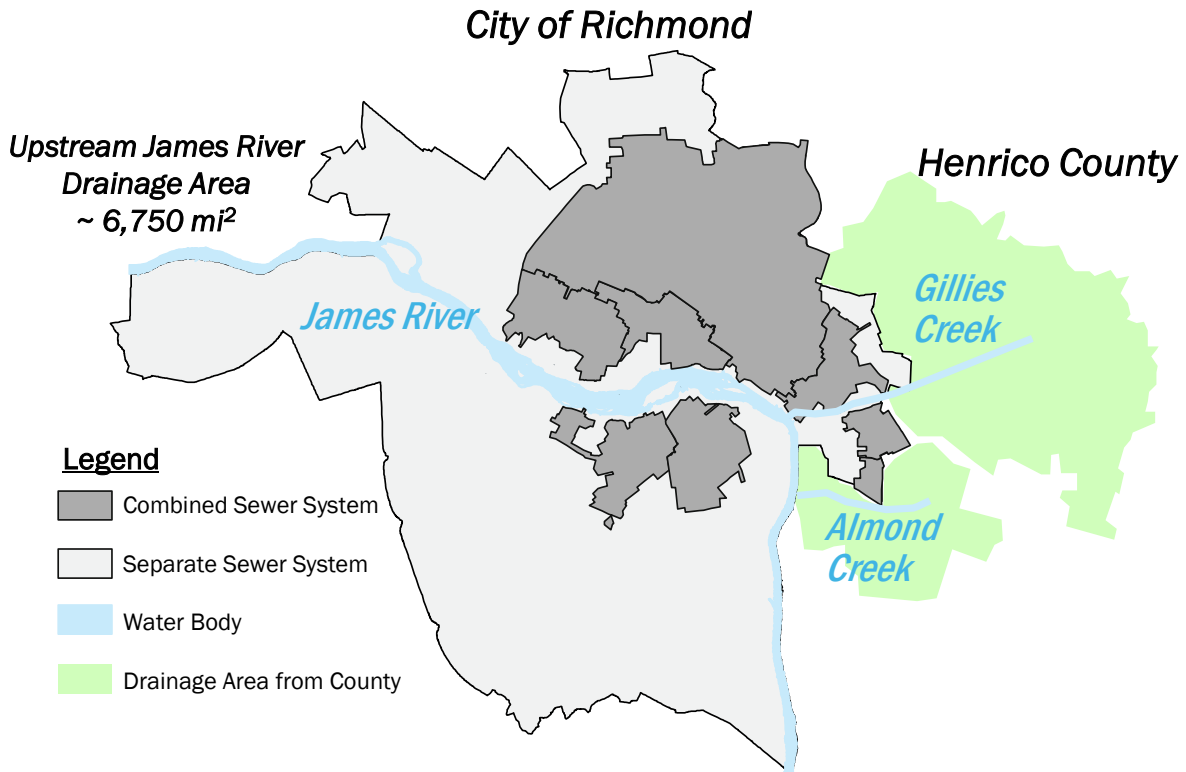 City of Richmond
Upstream James River
Drainage Area
~ 6,750 mi²
Henrico County
Gillies
Creek
James River
Almond
Creek
Legend
Combined Sewer System
Separate Sewer System
Water Body
Drainage Area from County